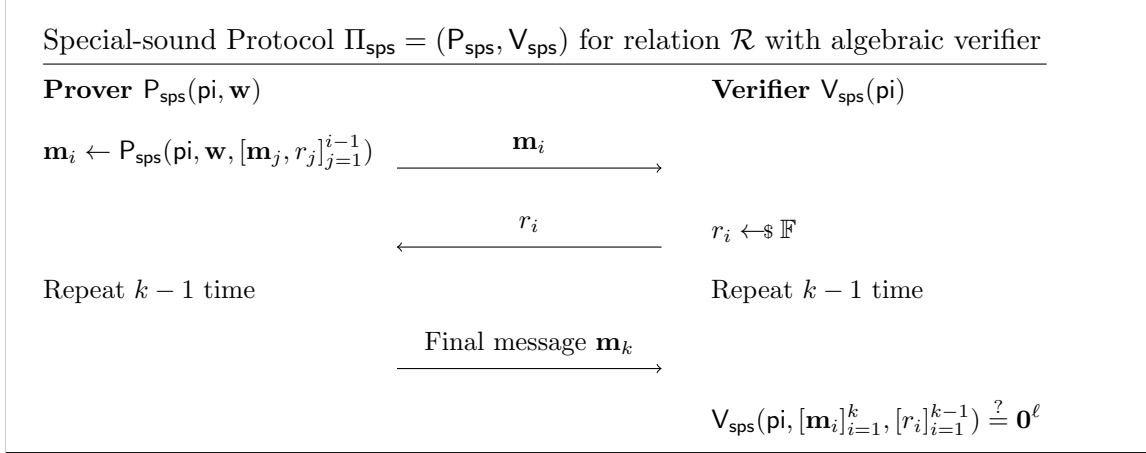 Special-sound Protocol Π_sps = (P_sps, V_sps) for relation ℛ with algebraic verifier
Prover P_sps(pi, w) Verifier V_sps(pi)
m_i ← P_sps(pi, w, [m_j, r_j]_{j=1}^{i−1}) m_i
r_i r_i ←$ 𝔽
Repeat k − 1 time Repeat k − 1 time
Final message m_k
V_sps(pi, [m_i]_{i=1}^{k}, [r_i]_{i=1}^{k−1}) ≟ 0^ℓ